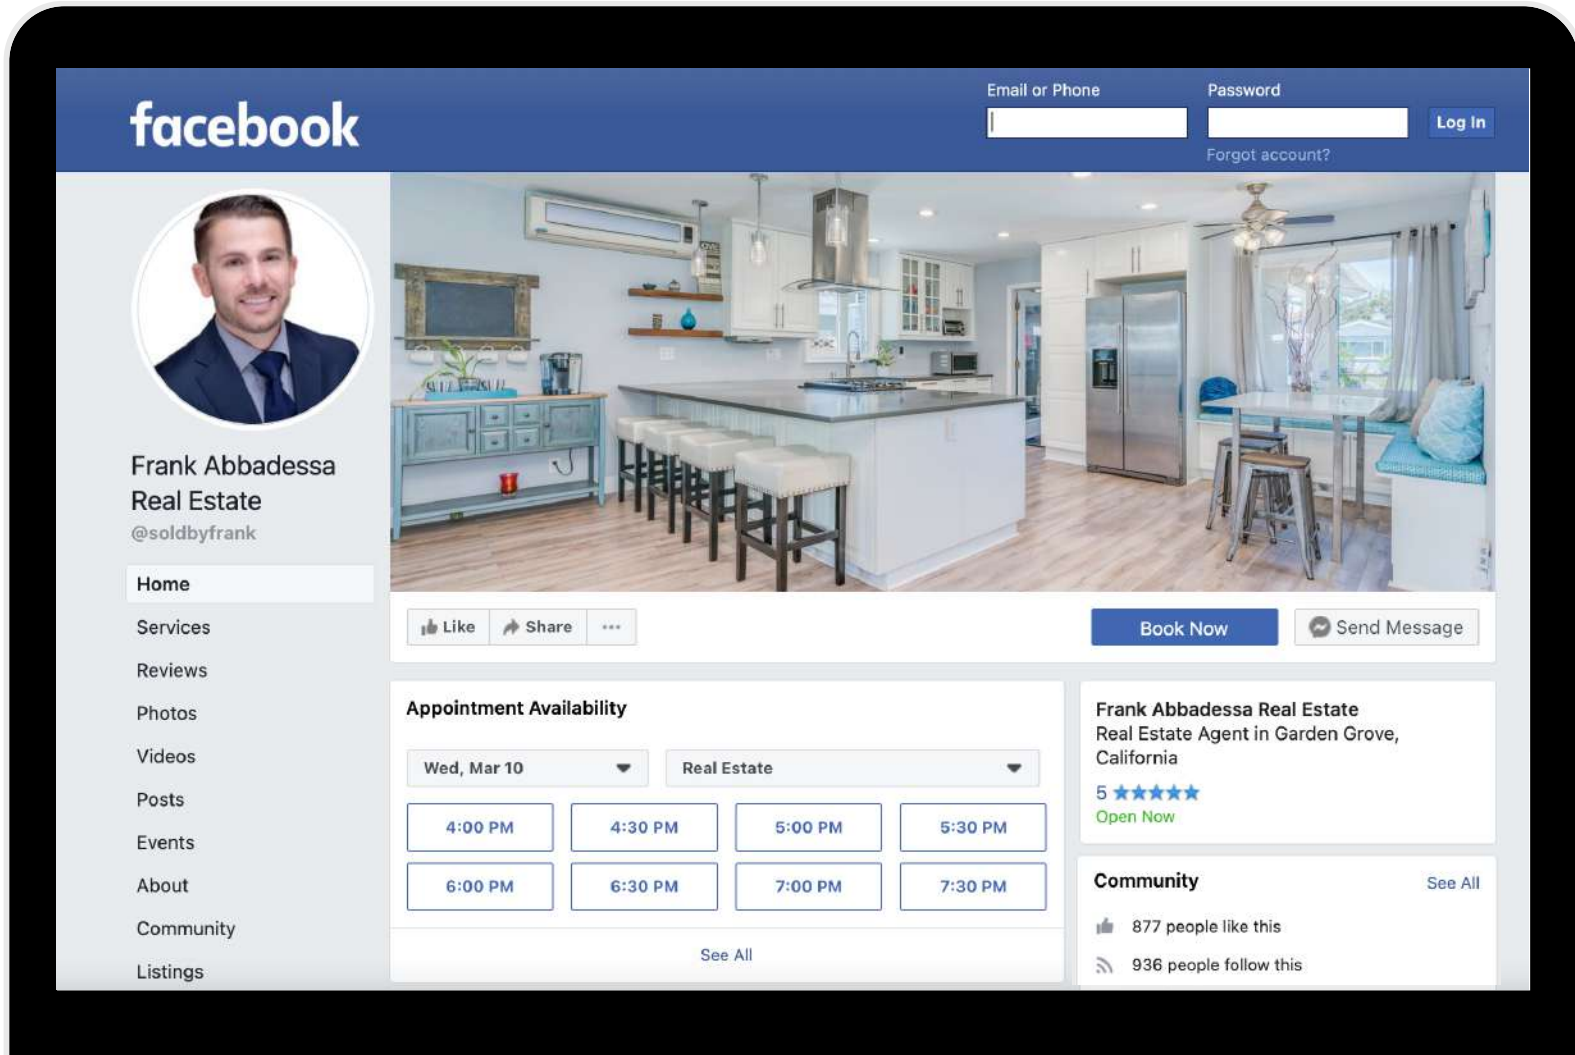 facebook
Email or Phone
Password
Log In
Forgot account?
Frank Abbadessa
Real Estate
@soldbyfrank
Home
Services
Reviews
Photos
Videos
Posts
Events
About
Community
Listings
Like
Share
Book Now
Send Message
Appointment Availability
Wed, Mar 10
Real Estate
4:00 PM
4:30 PM
5:00 PM
5:30 PM
6:00 PM
6:30 PM
7:00 PM
7:30 PM
See All
Frank Abbadessa Real Estate
Real Estate Agent in Garden Grove,
California
5
Open Now
Community
See All
877 people like this
936 people follow this